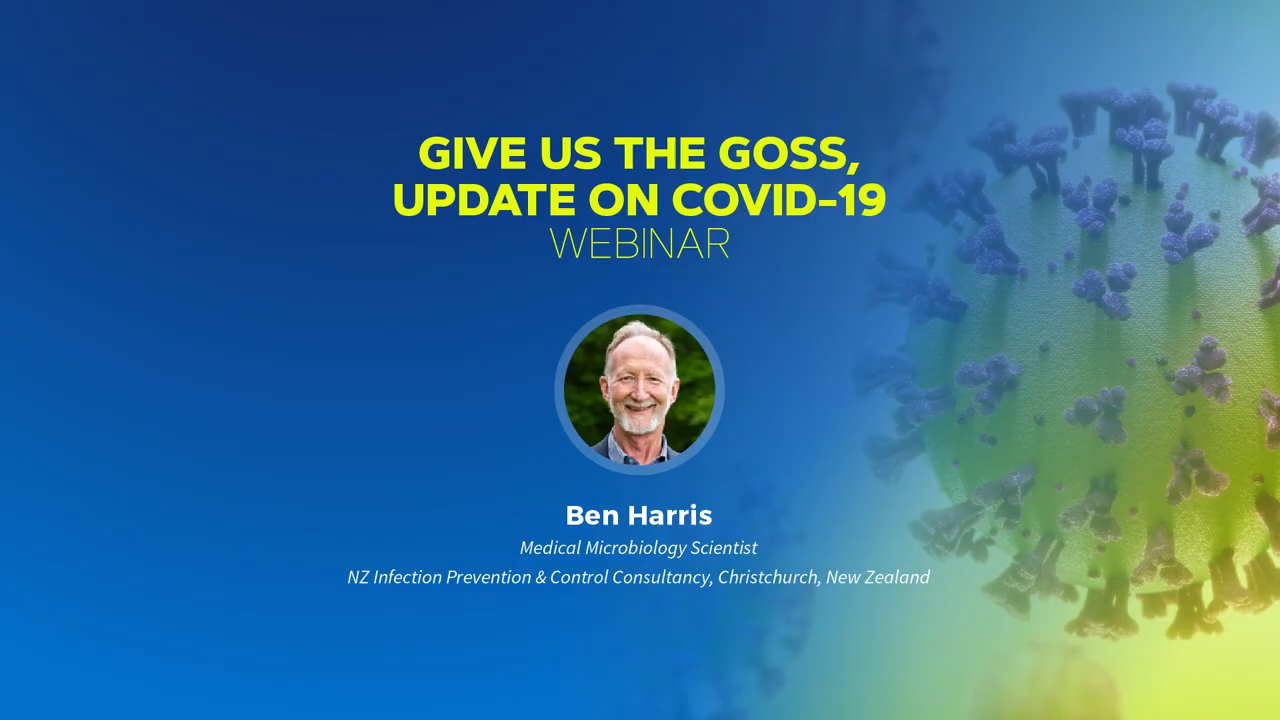 GIVE US THE GOSS,
UPDATE ON COVID-19
WEBINAR
Ben Harris
Medical Microbiology Scientist
NZ Infection Prevention & Control Consultancy, Christchurch, New Zealand